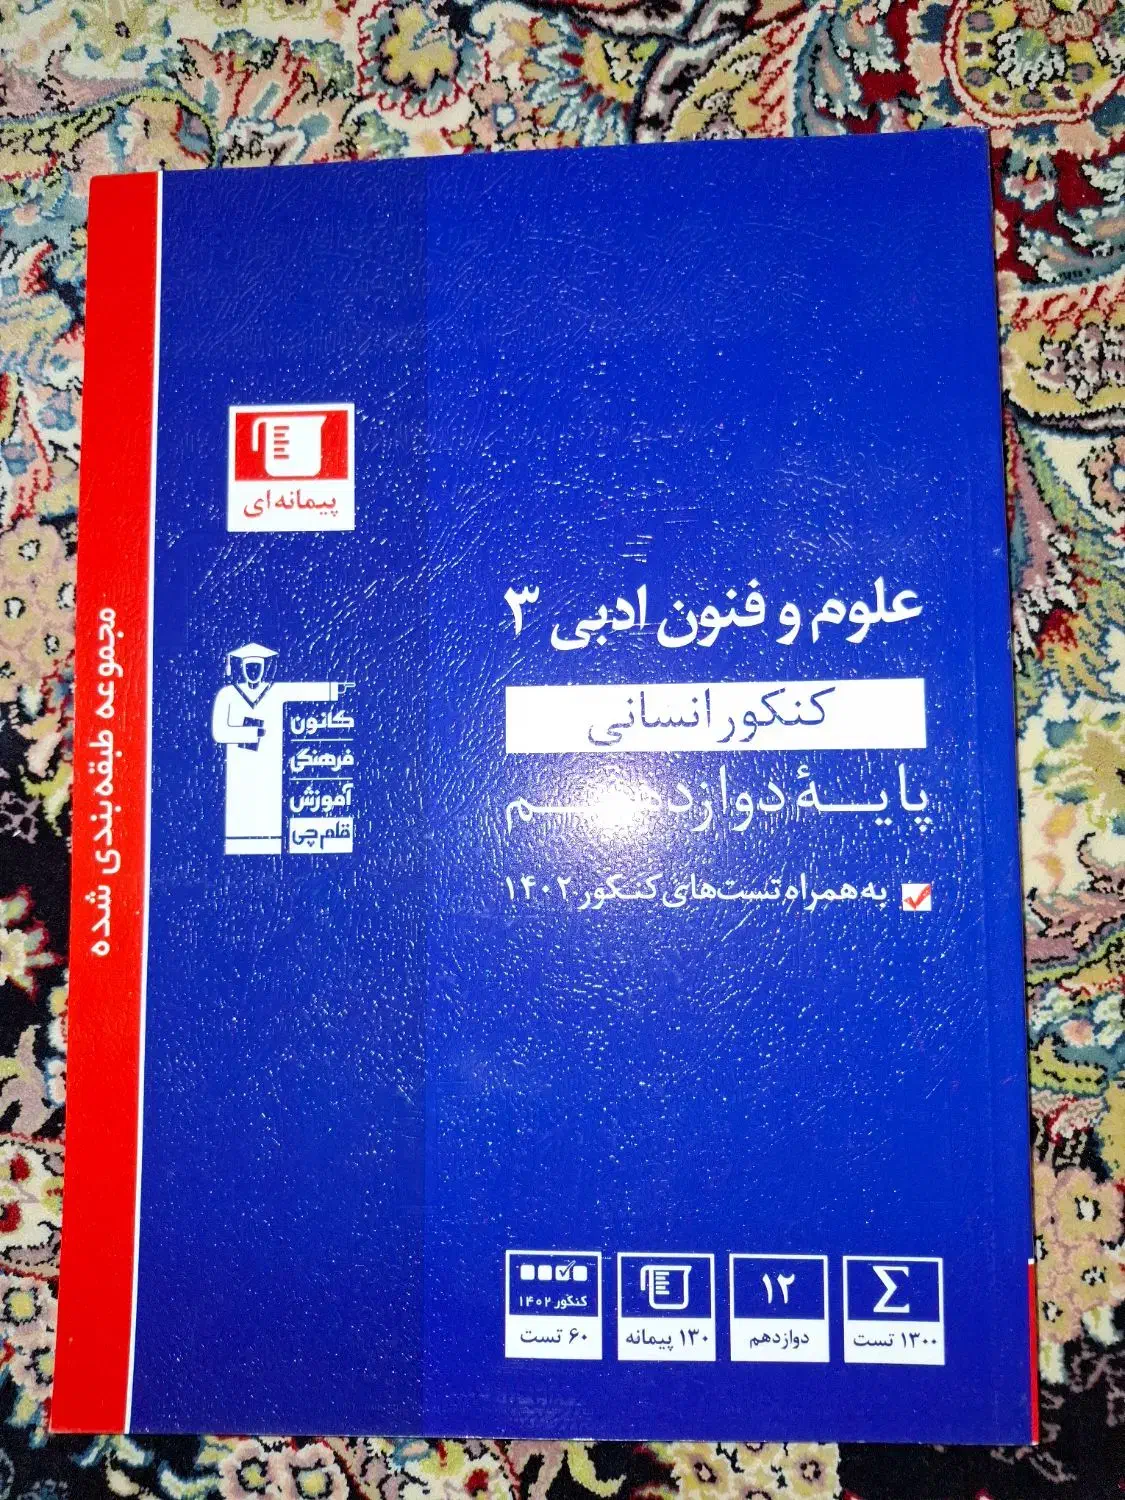 پیمانه‌ای
علوم و فنون ادبی ۳
کنکور انسانی
پایهٔ دوازدهم
به همراه تست‌های کنکور ۱۴۰۲
کانون
فرهنگی
آموزش
قلم‌چی
مجموعه طبقه‌بندی شده
۱۳۰۰ تست
۱۲
دوازدهم
۱۳۰ پیمانه
کنکور ۱۴۰۲
۶۰ تست